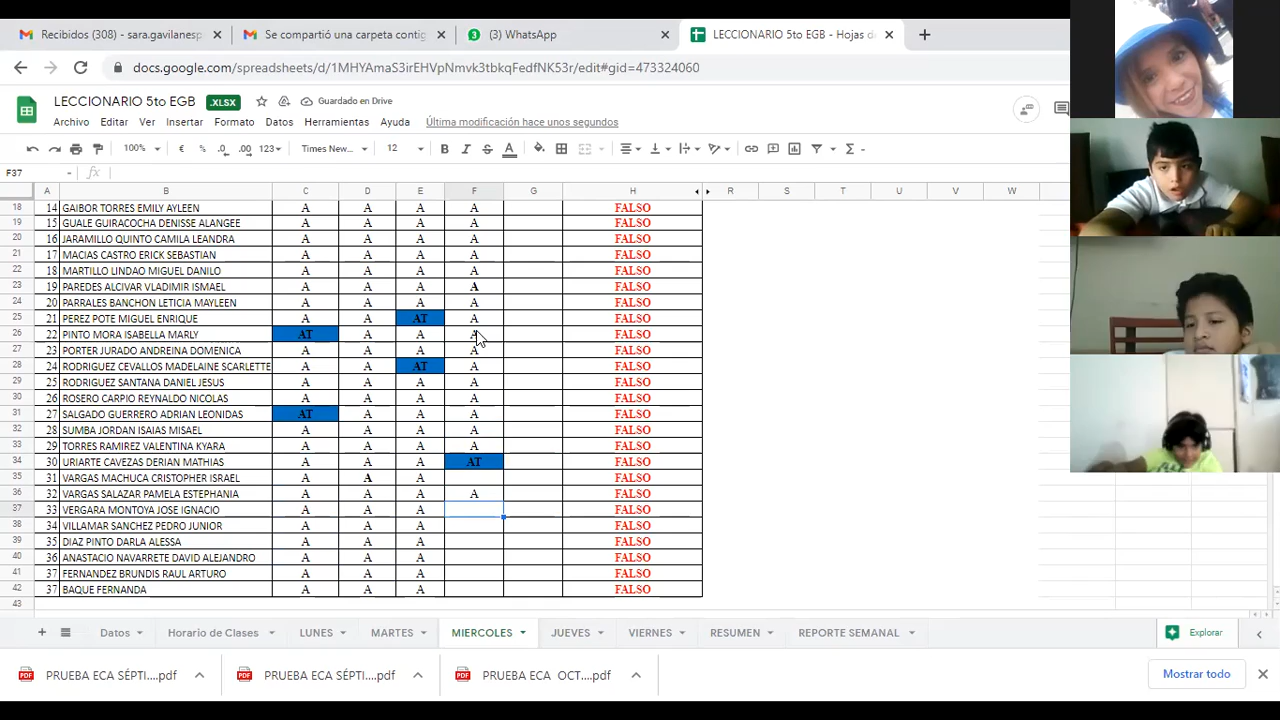 Recibidos (308) - sara.gavilanesp
Se compartió una carpeta contig
(3) WhatsApp
LECCIONARIO 5to EGB - Hojas de
docs.google.com/spreadsheets/d/1MHYAmaS3irEHVpNmvk3tbkqFedfNK53r/edit#gid=473324060
LECCIONARIO 5to EGB .XLSX Guardado en Drive
Archivo Editar Ver Insertar Formato Datos Herramientas Ayuda Última modificación hace unos segundos
100% € % .0 .00 123 Times New... 12 B I S A
F37 fx
A B C D E F G H R S T U V W
18 14 GAIBOR TORRES EMILY AYLEEN A A A A FALSO
19 15 GUALE GUIRACOCHA DENISSE ALANGEE A A A A FALSO
20 16 JARAMILLO QUINTO CAMILA LEANDRA A A A A FALSO
21 17 MACIAS CASTRO ERICK SEBASTIAN A A A A FALSO
22 18 MARTILLO LINDAO MIGUEL DANILO A A A A FALSO
23 19 PAREDES ALCIVAR VLADIMIR ISMAEL A A A A FALSO
24 20 PARRALES BANCHON LETICIA MAYLEEN A A A A FALSO
25 21 PEREZ POTE MIGUEL ENRIQUE A A AT A FALSO
26 22 PINTO MORA ISABELLA MARLY AT A A A FALSO
27 23 PORTER JURADO ANDREINA DOMENICA A A A A FALSO
28 24 RODRIGUEZ CEVALLOS MADELAINE SCARLETTE A A AT A FALSO
29 25 RODRIGUEZ SANTANA DANIEL JESUS A A A A FALSO
30 26 ROSERO CARPIO REYNALDO NICOLAS A A A A FALSO
31 27 SALGADO GUERRERO ADRIAN LEONIDAS AT A A A FALSO
32 28 SUMBA JORDAN ISAIAS MISAEL A A A A FALSO
33 29 TORRES RAMIREZ VALENTINA KYARA A A A A FALSO
34 30 URIARTE CAVEZAS DERIAN MATHIAS A A A AT FALSO
35 31 VARGAS MACHUCA CRISTOPHER ISRAEL A A A FALSO
36 32 VARGAS SALAZAR PAMELA ESTEPHANIA A A A A FALSO
37 33 VERGARA MONTOYA JOSE IGNACIO A A A FALSO
38 34 VILLAMAR SANCHEZ PEDRO JUNIOR A A A FALSO
39 35 DIAZ PINTO DARLA ALESSA A A A FALSO
40 36 ANASTACIO NAVARRETE DAVID ALEJANDRO A A A FALSO
41 37 FERNANDEZ BRUNDIS RAUL ARTURO A A A FALSO
42 37 BAQUE FERNANDA A A A FALSO
43
Datos Horario de Clases LUNES MARTES MIERCOLES JUEVES VIERNES RESUMEN REPORTE SEMANAL Explorar
PRUEBA ECA SÉPTI....pdf PRUEBA ECA SÉPTI....pdf PRUEBA ECA OCT....pdf Mostrar todo